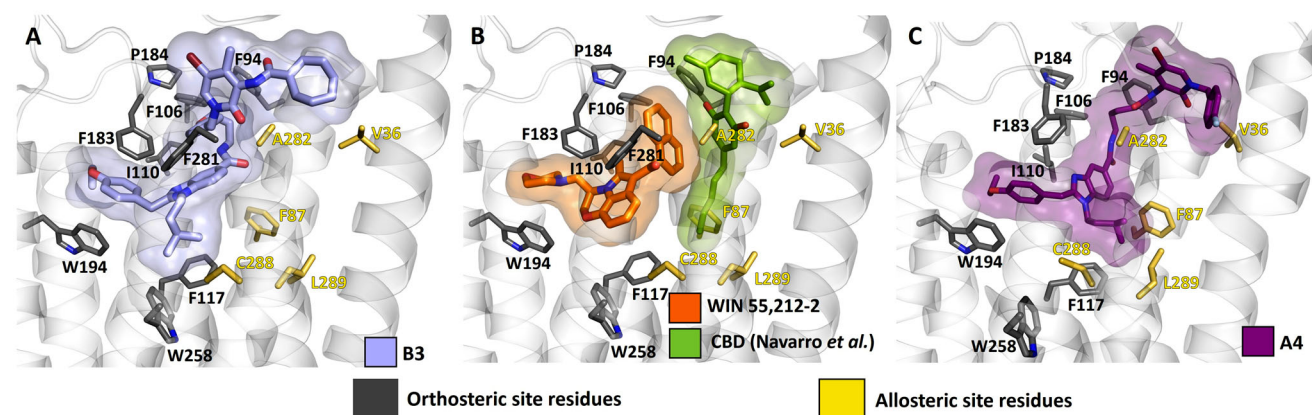 A
P184
F94
F106
F183
A282
V36
F281
I110
F87
W194
C288
L289
F117
W258
B3
B
P184
F94
F106
F183
A282
V36
F281
I110
F87
W194
C288
L289
F117
WIN 55,212-2
CBD (Navarro et al.)
W258
C
P184
F94
F106
F183
V36
A282
I110
F87
W194
C288
L289
F117
W258
A4
Orthosteric site residues
Allosteric site residues